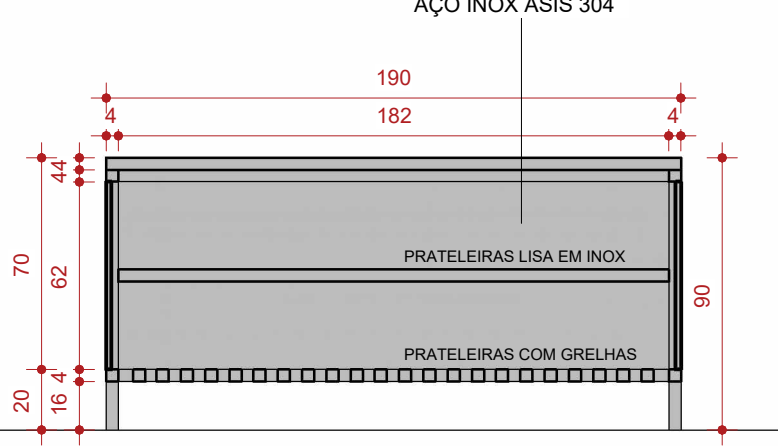 AÇO INOX ASIS 304
190
4 182 4
44
70
62
PRATELEIRAS LISA EM INOX
90
PRATELEIRAS COM GRELHAS
4
20
16